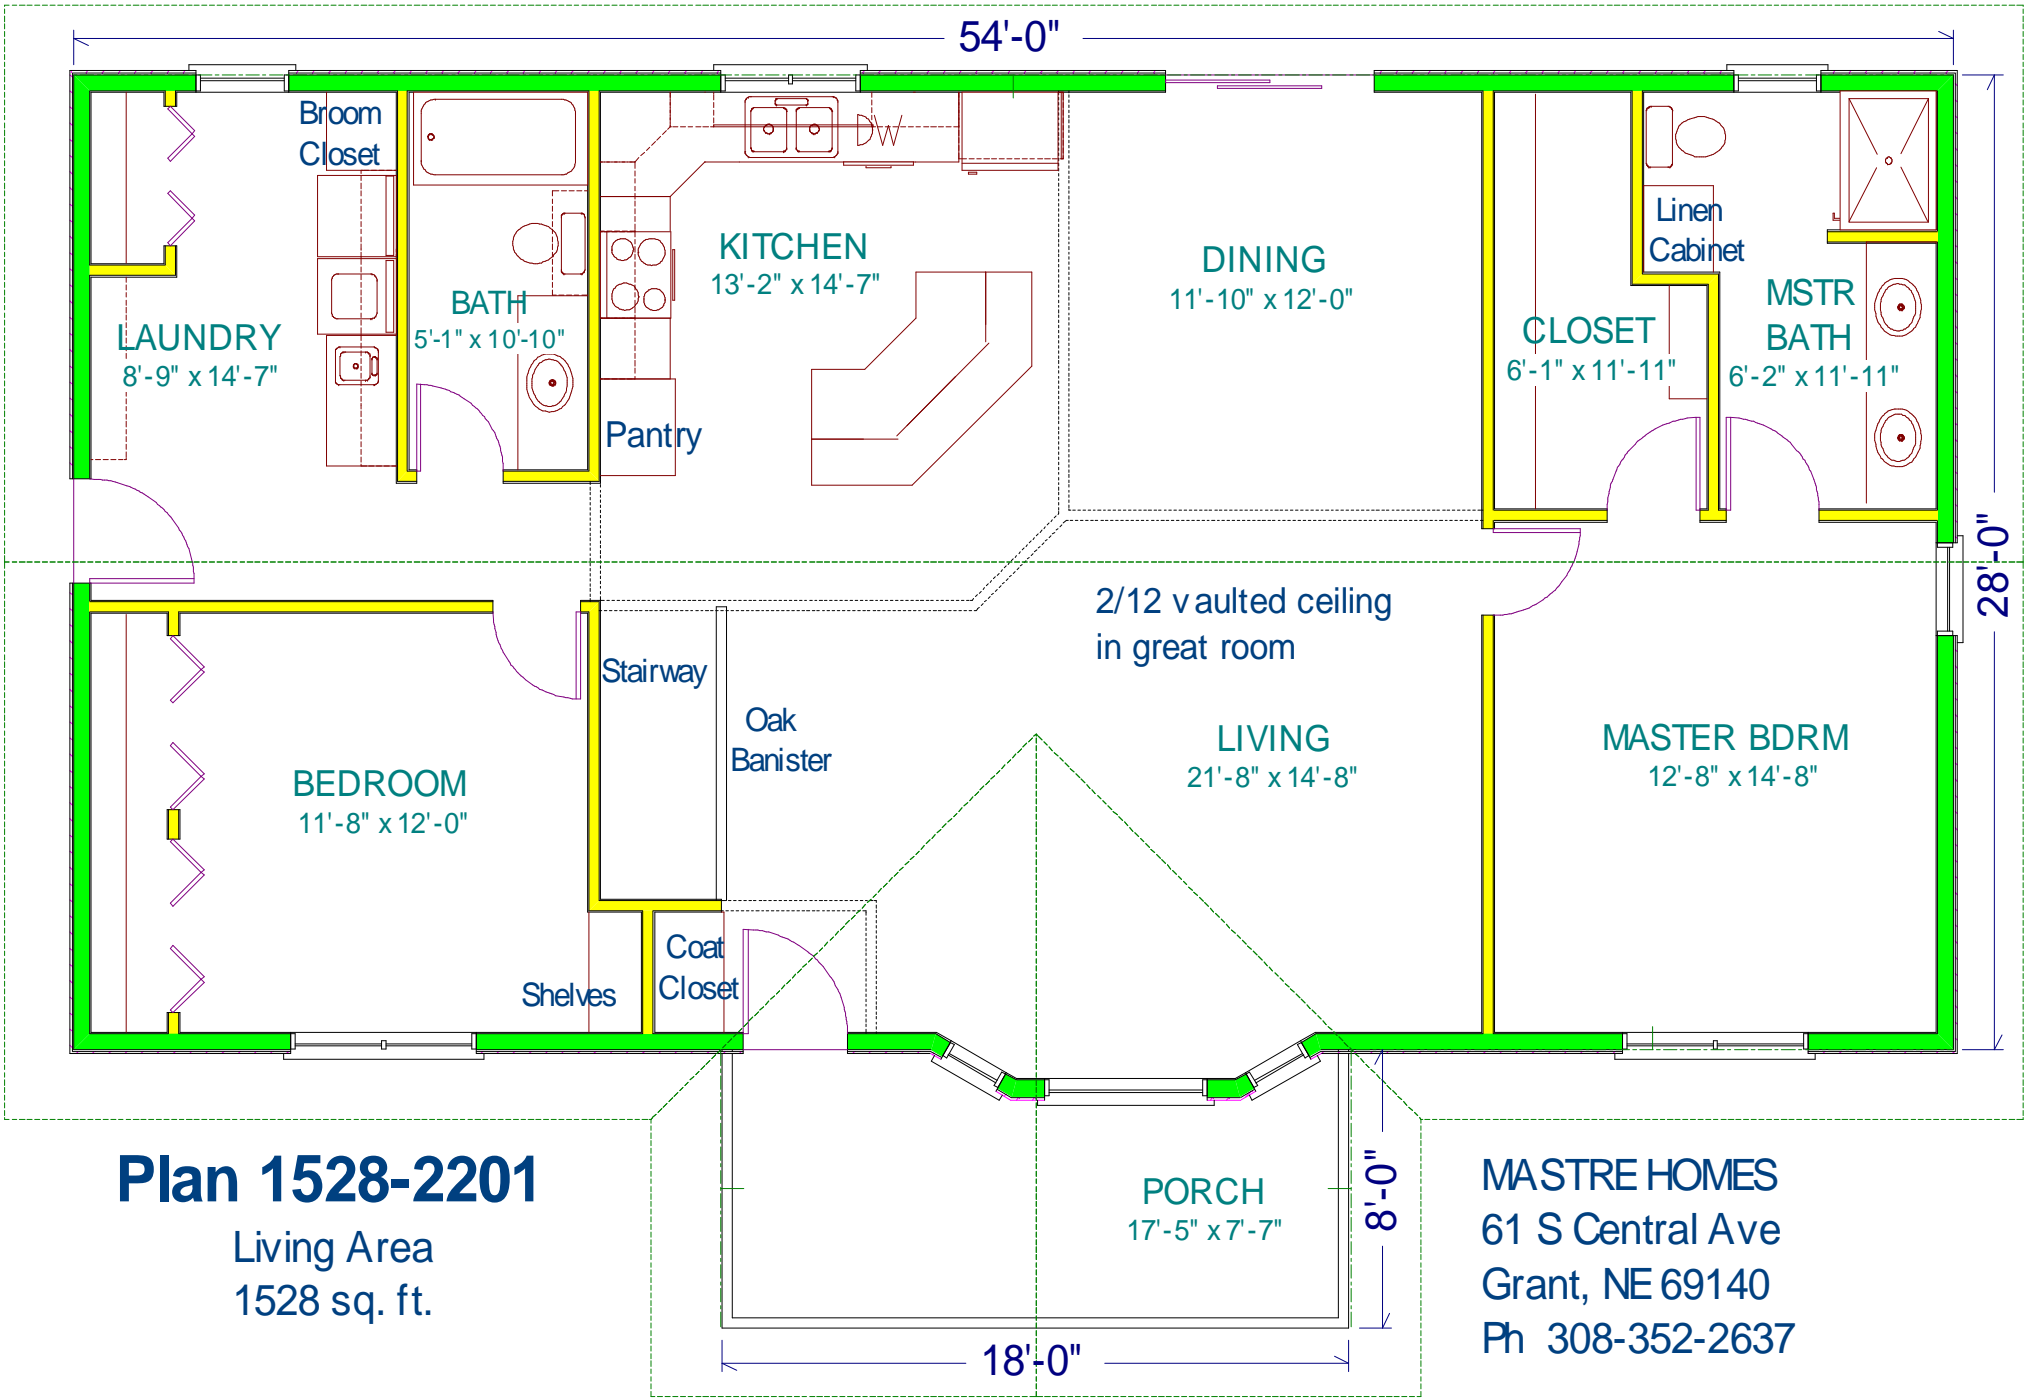 54'-0"
Broom
Closet
KITCHEN
13'-2" x 14'-7"
DINING
11'-10" x 12'-0"
Linen
Cabinet
BATH
5'-1" x 10'-10"
LAUNDRY
8'-9" x 14'-7"
CLOSET
6'-1" x 11'-11"
MSTR
BATH
6'-2" x 11'-11"
Pantry
W
28'-0"
2/12 vaulted ceiling
in great room
Stairway
Oak
Banister
BEDROOM
11'-8" x 12'-0"
LIVING
21'-8" x 14'-8"
MASTER BDRM
12'-8" x 14'-8"
Shelves
Coat
Closet
PORCH
17'-5" x 7'-7"
8'-0"
18'-0"
Plan 1528-2201
Living Area
1528 sq. ft.
MASTRE HOMES
61 S Central Ave
Grant, NE 69140
Ph 308-352-2637